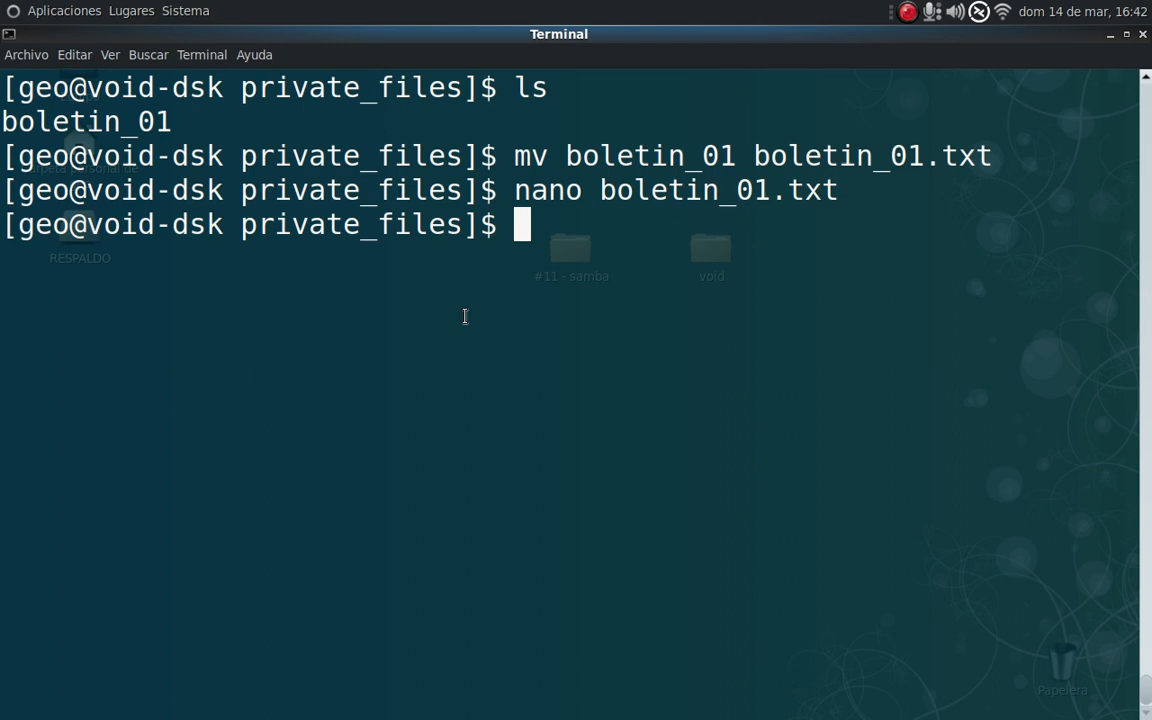 Aplicaciones Lugares Sistema
dom 14 de mar, 16:42
Terminal
Archivo Editar Ver Buscar Terminal Ayuda
[geo@void-dsk private_files]$ ls
boletin_01
[geo@void-dsk private_files]$ mv boletin_01 boletin_01.txt
[geo@void-dsk private_files]$ nano boletin_01.txt
[geo@void-dsk private_files]$
RESPALDO
#11 - samba
void
Papelera